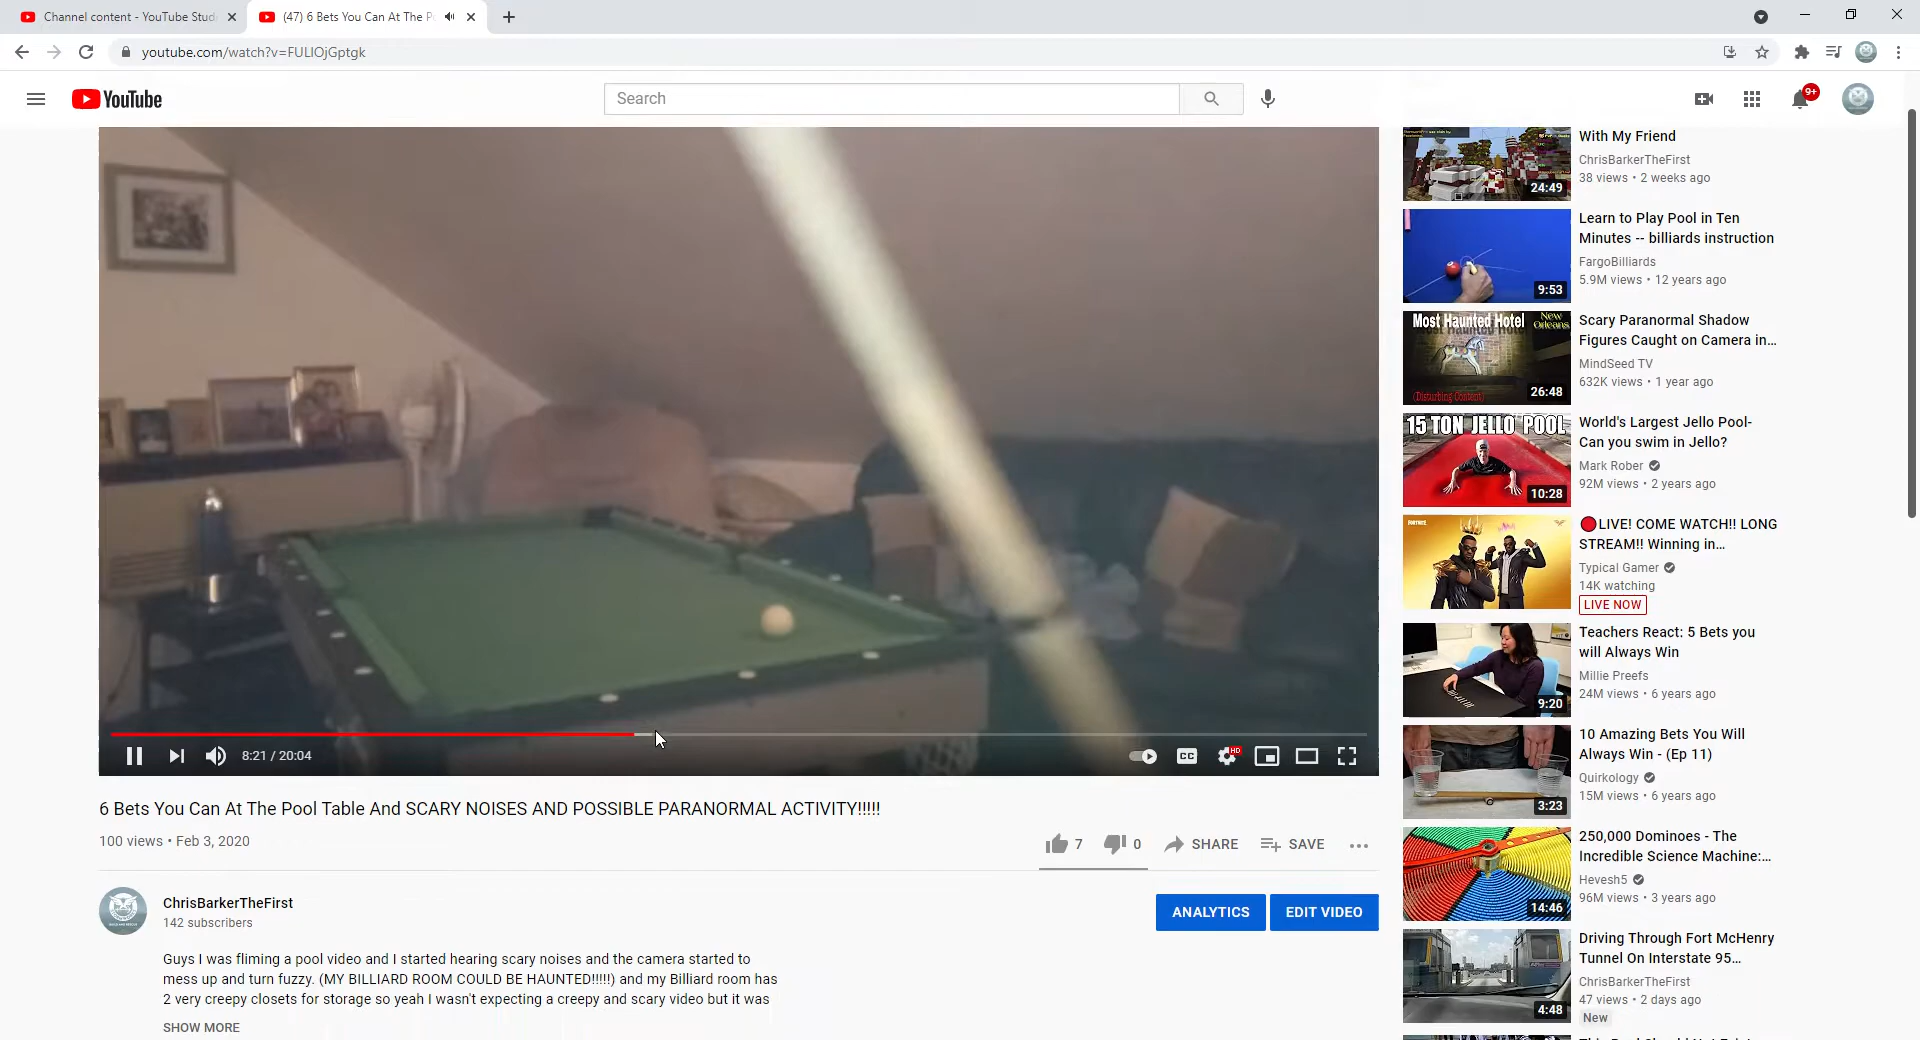 Channel content - YouTube Stud
(47) 6 Bets You Can At The P
youtube.com/watch?v=FULIOjGptgk
YouTube
Search
9+
8:21 / 20:04
CC
HD
6 Bets You Can At The Pool Table And SCARY NOISES AND POSSIBLE PARANORMAL ACTIVITY!!!!!
100 views • Feb 3, 2020
7
0
SHARE
SAVE
ChrisBarkerTheFirst
142 subscribers
ANALYTICS
EDIT VIDEO
Guys I was fliming a pool video and I started hearing scary noises and the camera started to
mess up and turn fuzzy. (MY BILLIARD ROOM COULD BE HAUNTED!!!!!) and my Billiard room has
2 very creepy closets for storage so yeah I wasn't expecting a creepy and scary video but it was
SHOW MORE
With My Friend
ChrisBarkerTheFirst
38 views • 2 weeks ago
24:49
Learn to Play Pool in Ten
Minutes -- billiards instruction
FargoBilliards
5.9M views • 12 years ago
9:53
Most Haunted Hotel
New
Orleans
(Disturbing Content)
26:48
Scary Paranormal Shadow
Figures Caught on Camera in...
MindSeed TV
632K views • 1 year ago
15 TON JELLO POOL
10:28
World's Largest Jello Pool-
Can you swim in Jello?
Mark Rober
92M views • 2 years ago
FORTNITE
LIVE! COME WATCH!! LONG
STREAM!! Winning in...
Typical Gamer
14K watching
LIVE NOW
9:20
Teachers React: 5 Bets you
will Always Win
Millie Preefs
24M views • 6 years ago
3:23
10 Amazing Bets You Will
Always Win - (Ep 11)
Quirkology
15M views • 6 years ago
14:46
250,000 Dominoes - The
Incredible Science Machine:...
Hevesh5
96M views • 3 years ago
4:48
Driving Through Fort McHenry
Tunnel On Interstate 95...
ChrisBarkerTheFirst
47 views • 2 days ago
New